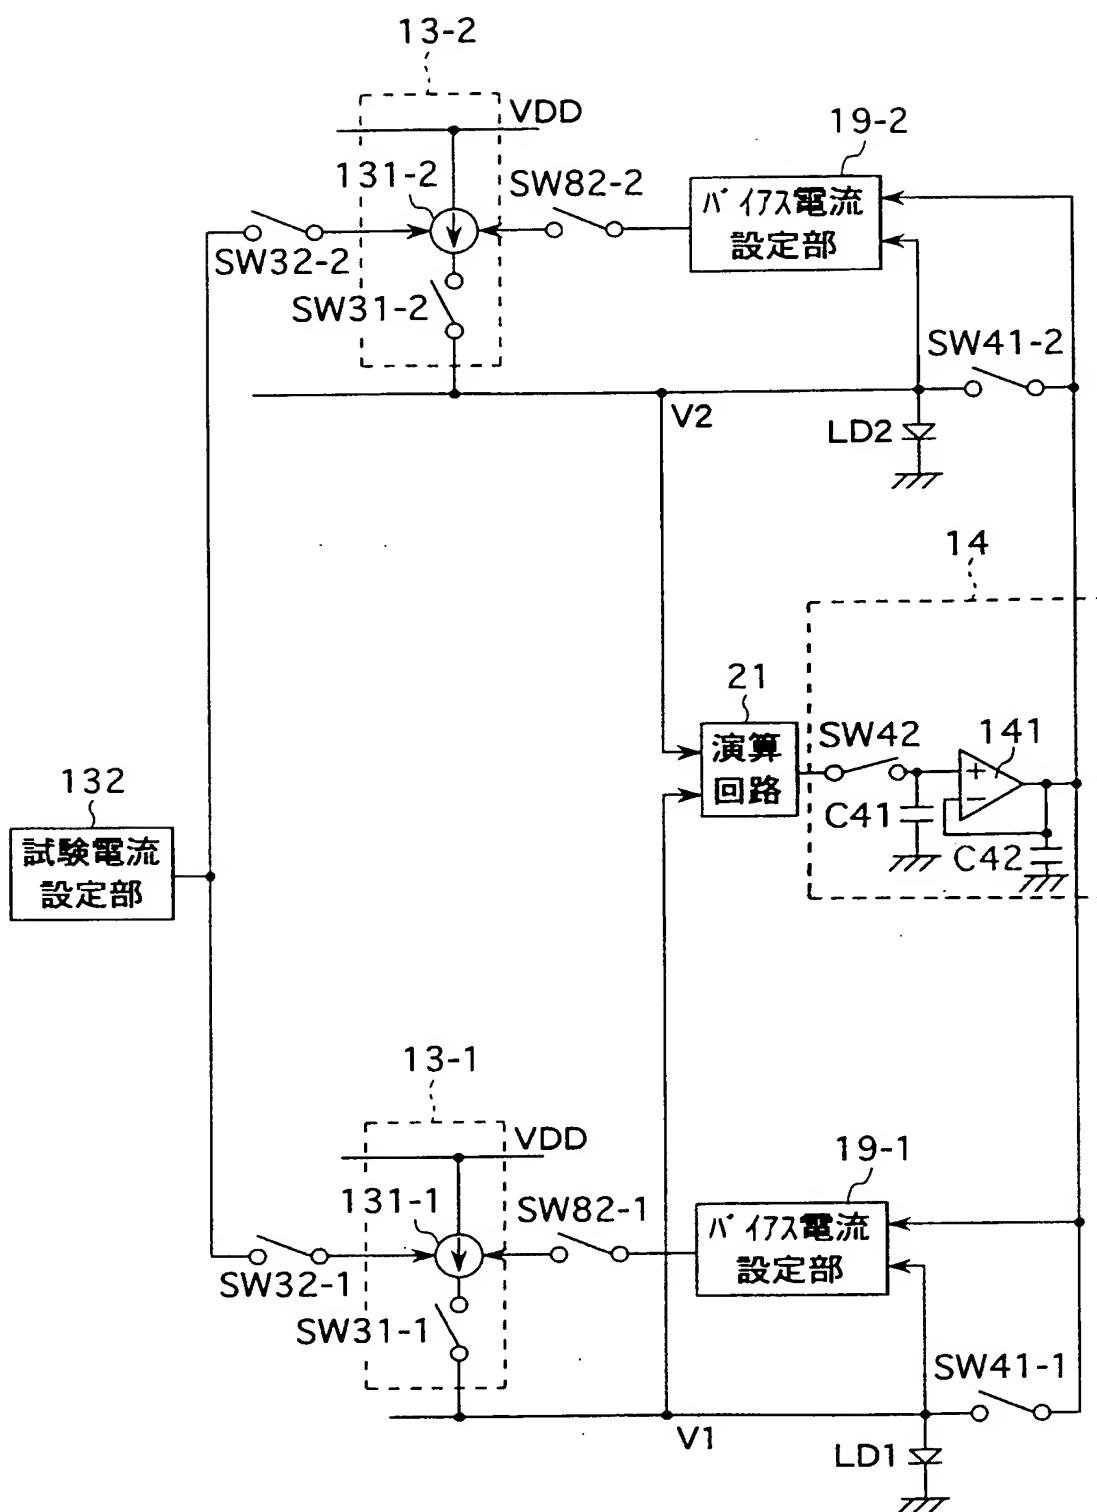 13-2
VDD
19-2
131-2
SW82-2
バイアス電流
設定部
SW32-2
SW31-2
SW41-2
V2
LD2
14
21
SW42
141
演算
回路
132
C41
試験電流
設定部
C42
13-1
VDD
19-1
131-1
SW82-1
バイアス電流
設定部
SW32-1
SW31-1
SW41-1
V1
LD1